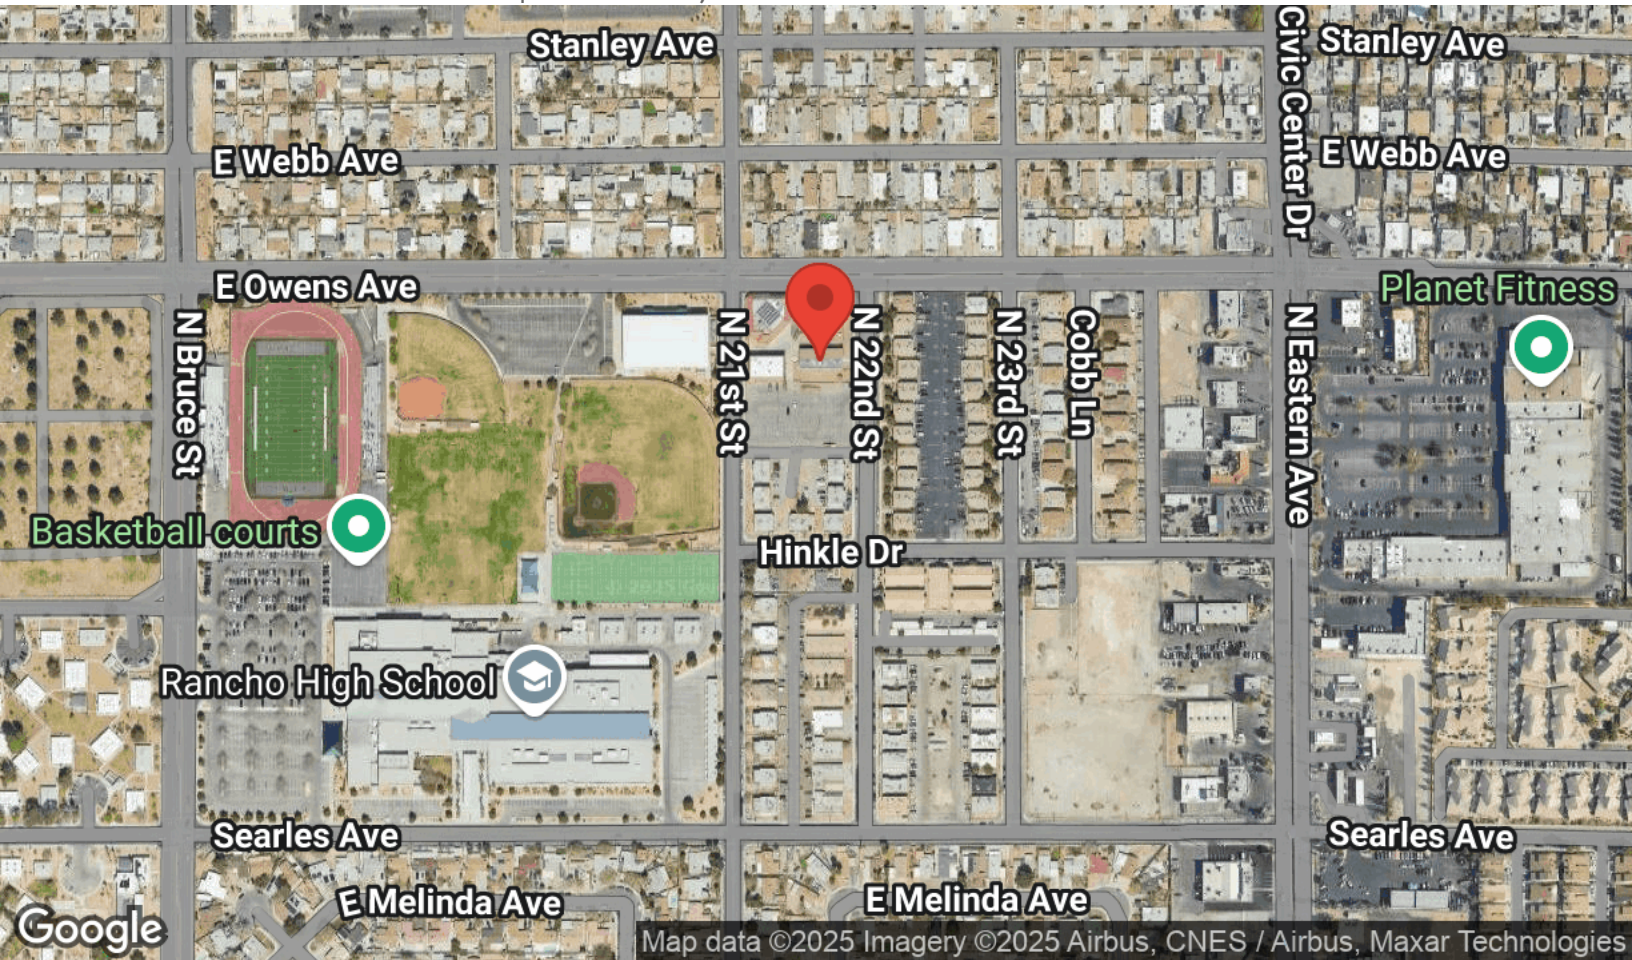 Stanley Ave
Civic Center Dr
Stanley Ave
E Webb Ave
E Webb Ave
E Owens Ave
Planet Fitness
N Bruce St
N 21st St
N 22nd St
N 23rd St
Cobb Ln
N Eastern Ave
Basketball courts
Hinkle Dr
Rancho High School
Searles Ave
Searles Ave
E Melinda Ave
E Melinda Ave
Google
Map data ©2025 Imagery ©2025 Airbus, CNES / Airbus, Maxar Technologies